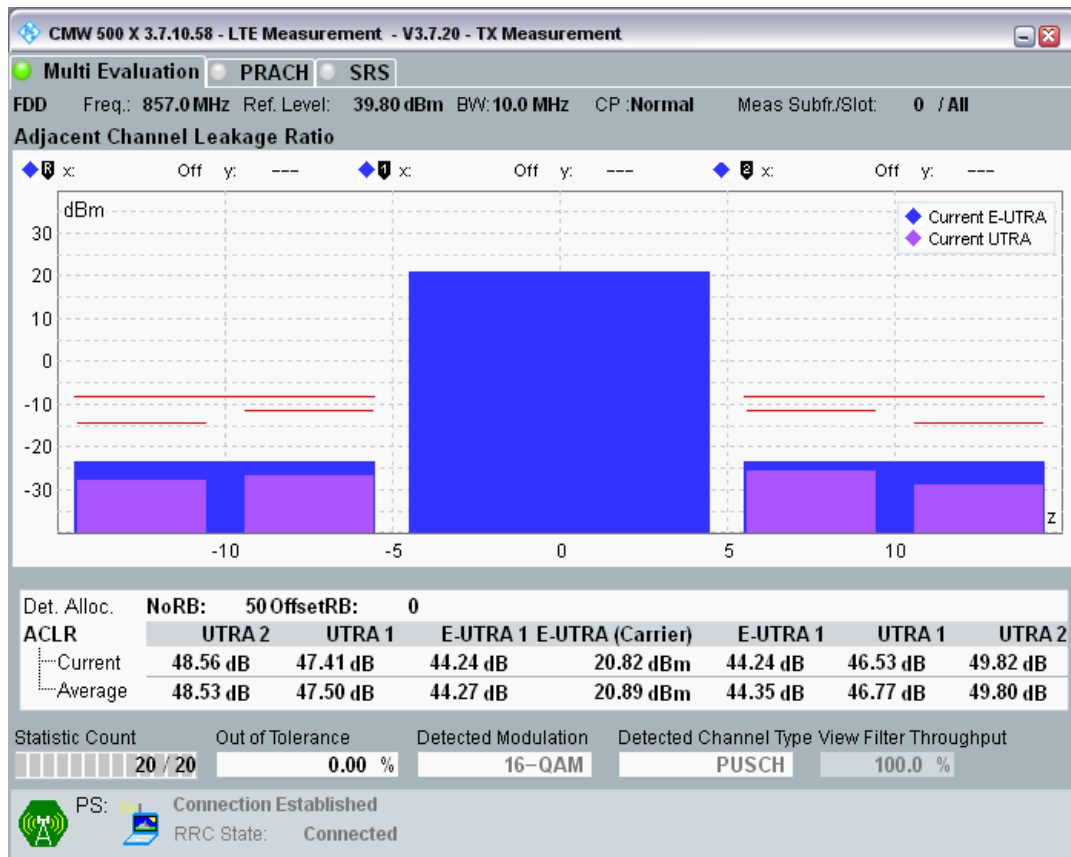 CMW 500 X 3.7.10.58 - LTE Measurement - V3.7.20 - TX Measurement
Multi Evaluation PRACH SRS
FDD Freq.: 857.0 MHz Ref. Level: 39.80 dBm BW: 10.0 MHz CP :Normal Meas Subfr./Slot: 0 / All
Adjacent Channel Leakage Ratio
R x: Off y: --- 1 x: Off y: --- 2 x: Off y: ---
dBm
Current E-UTRA
Current UTRA
30
20
10
0
-10
-20
-30
z
-10 -5 0 5 10
Det. Alloc. NoRB: 50 OffsetRB: 0
ACLR UTRA 2 UTRA 1 E-UTRA 1 E-UTRA (Carrier) E-UTRA 1 UTRA 1 UTRA 2
Current 48.56 dB 47.41 dB 44.24 dB 20.82 dBm 44.24 dB 46.53 dB 49.82 dB
Average 48.53 dB 47.50 dB 44.27 dB 20.89 dBm 44.35 dB 46.77 dB 49.80 dB
Statistic Count Out of Tolerance Detected Modulation Detected Channel Type View Filter Throughput
20 / 20 0.00 % 16-QAM PUSCH 100.0 %
PS: Connection Established
RRC State: Connected